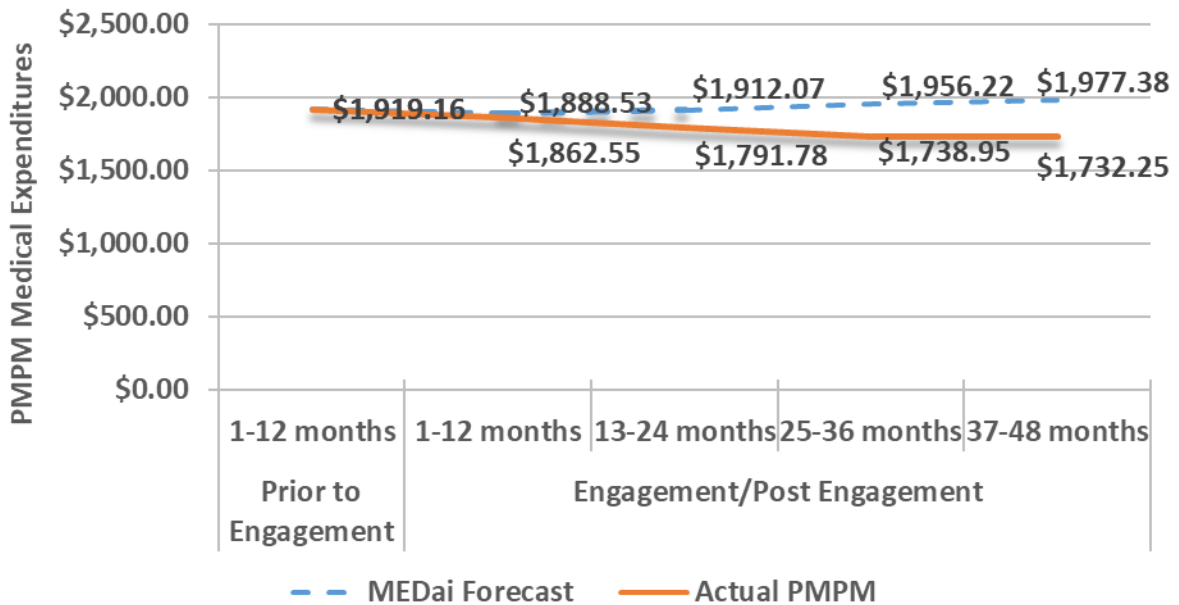 PMPM Medical Expenditures
$2,500.00
$2,000.00
$1,500.00
$1,000.00
$500.00
$0.00
$1,919.16
$1,888.53
$1,912.07
$1,956.22
$1,977.38
$1,862.55
$1,791.78
$1,738.95
$1,732.25
1-12 months
1-12 months
13-24 months
25-36 months
37-48 months
Prior to
Engagement
Engagement/Post Engagement
MEDai Forecast
Actual PMPM